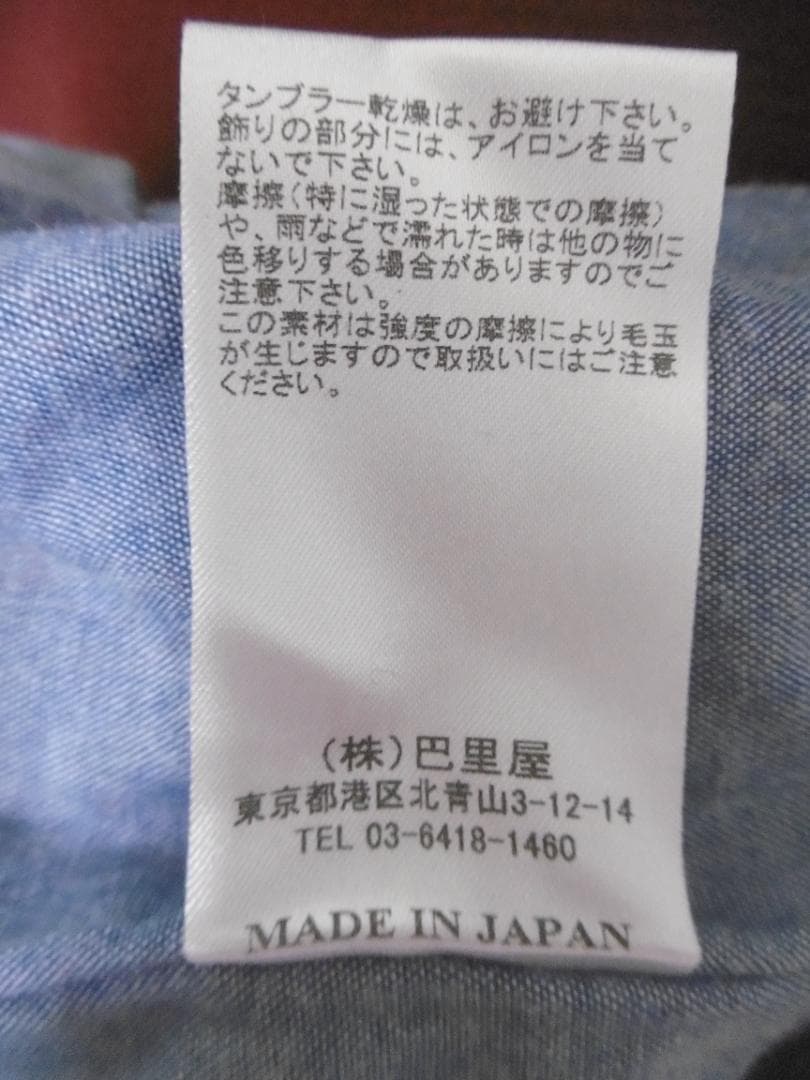 タンブラー乾燥は、お避け下さい。
飾りの部分には、アイロンを当て
ないで下さい。
摩擦(特に湿った状態での摩擦)
や、雨などで濡れた時は他の物に
色移りする場合がありますのでご
注意下さい。
この素材は強度の摩擦により毛玉
が生じますので取扱いにはご注意
ください。
(株)巴里屋
東京都港区北青山3-12-14
TEL 03-6418-1460
MADE IN JAPAN